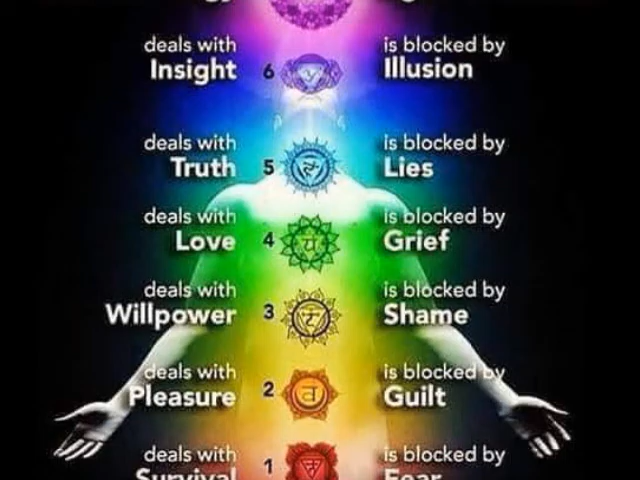 deals with is blocked by
Insight 6 Illusion
deals with is blocked by
Truth 5 Lies
deals with is blocked by
Love 4 Grief
deals with is blocked by
Willpower 3 Shame
deals with is blocked by
Pleasure 2 Guilt
deals with is blocked by
Survival 1 Fear